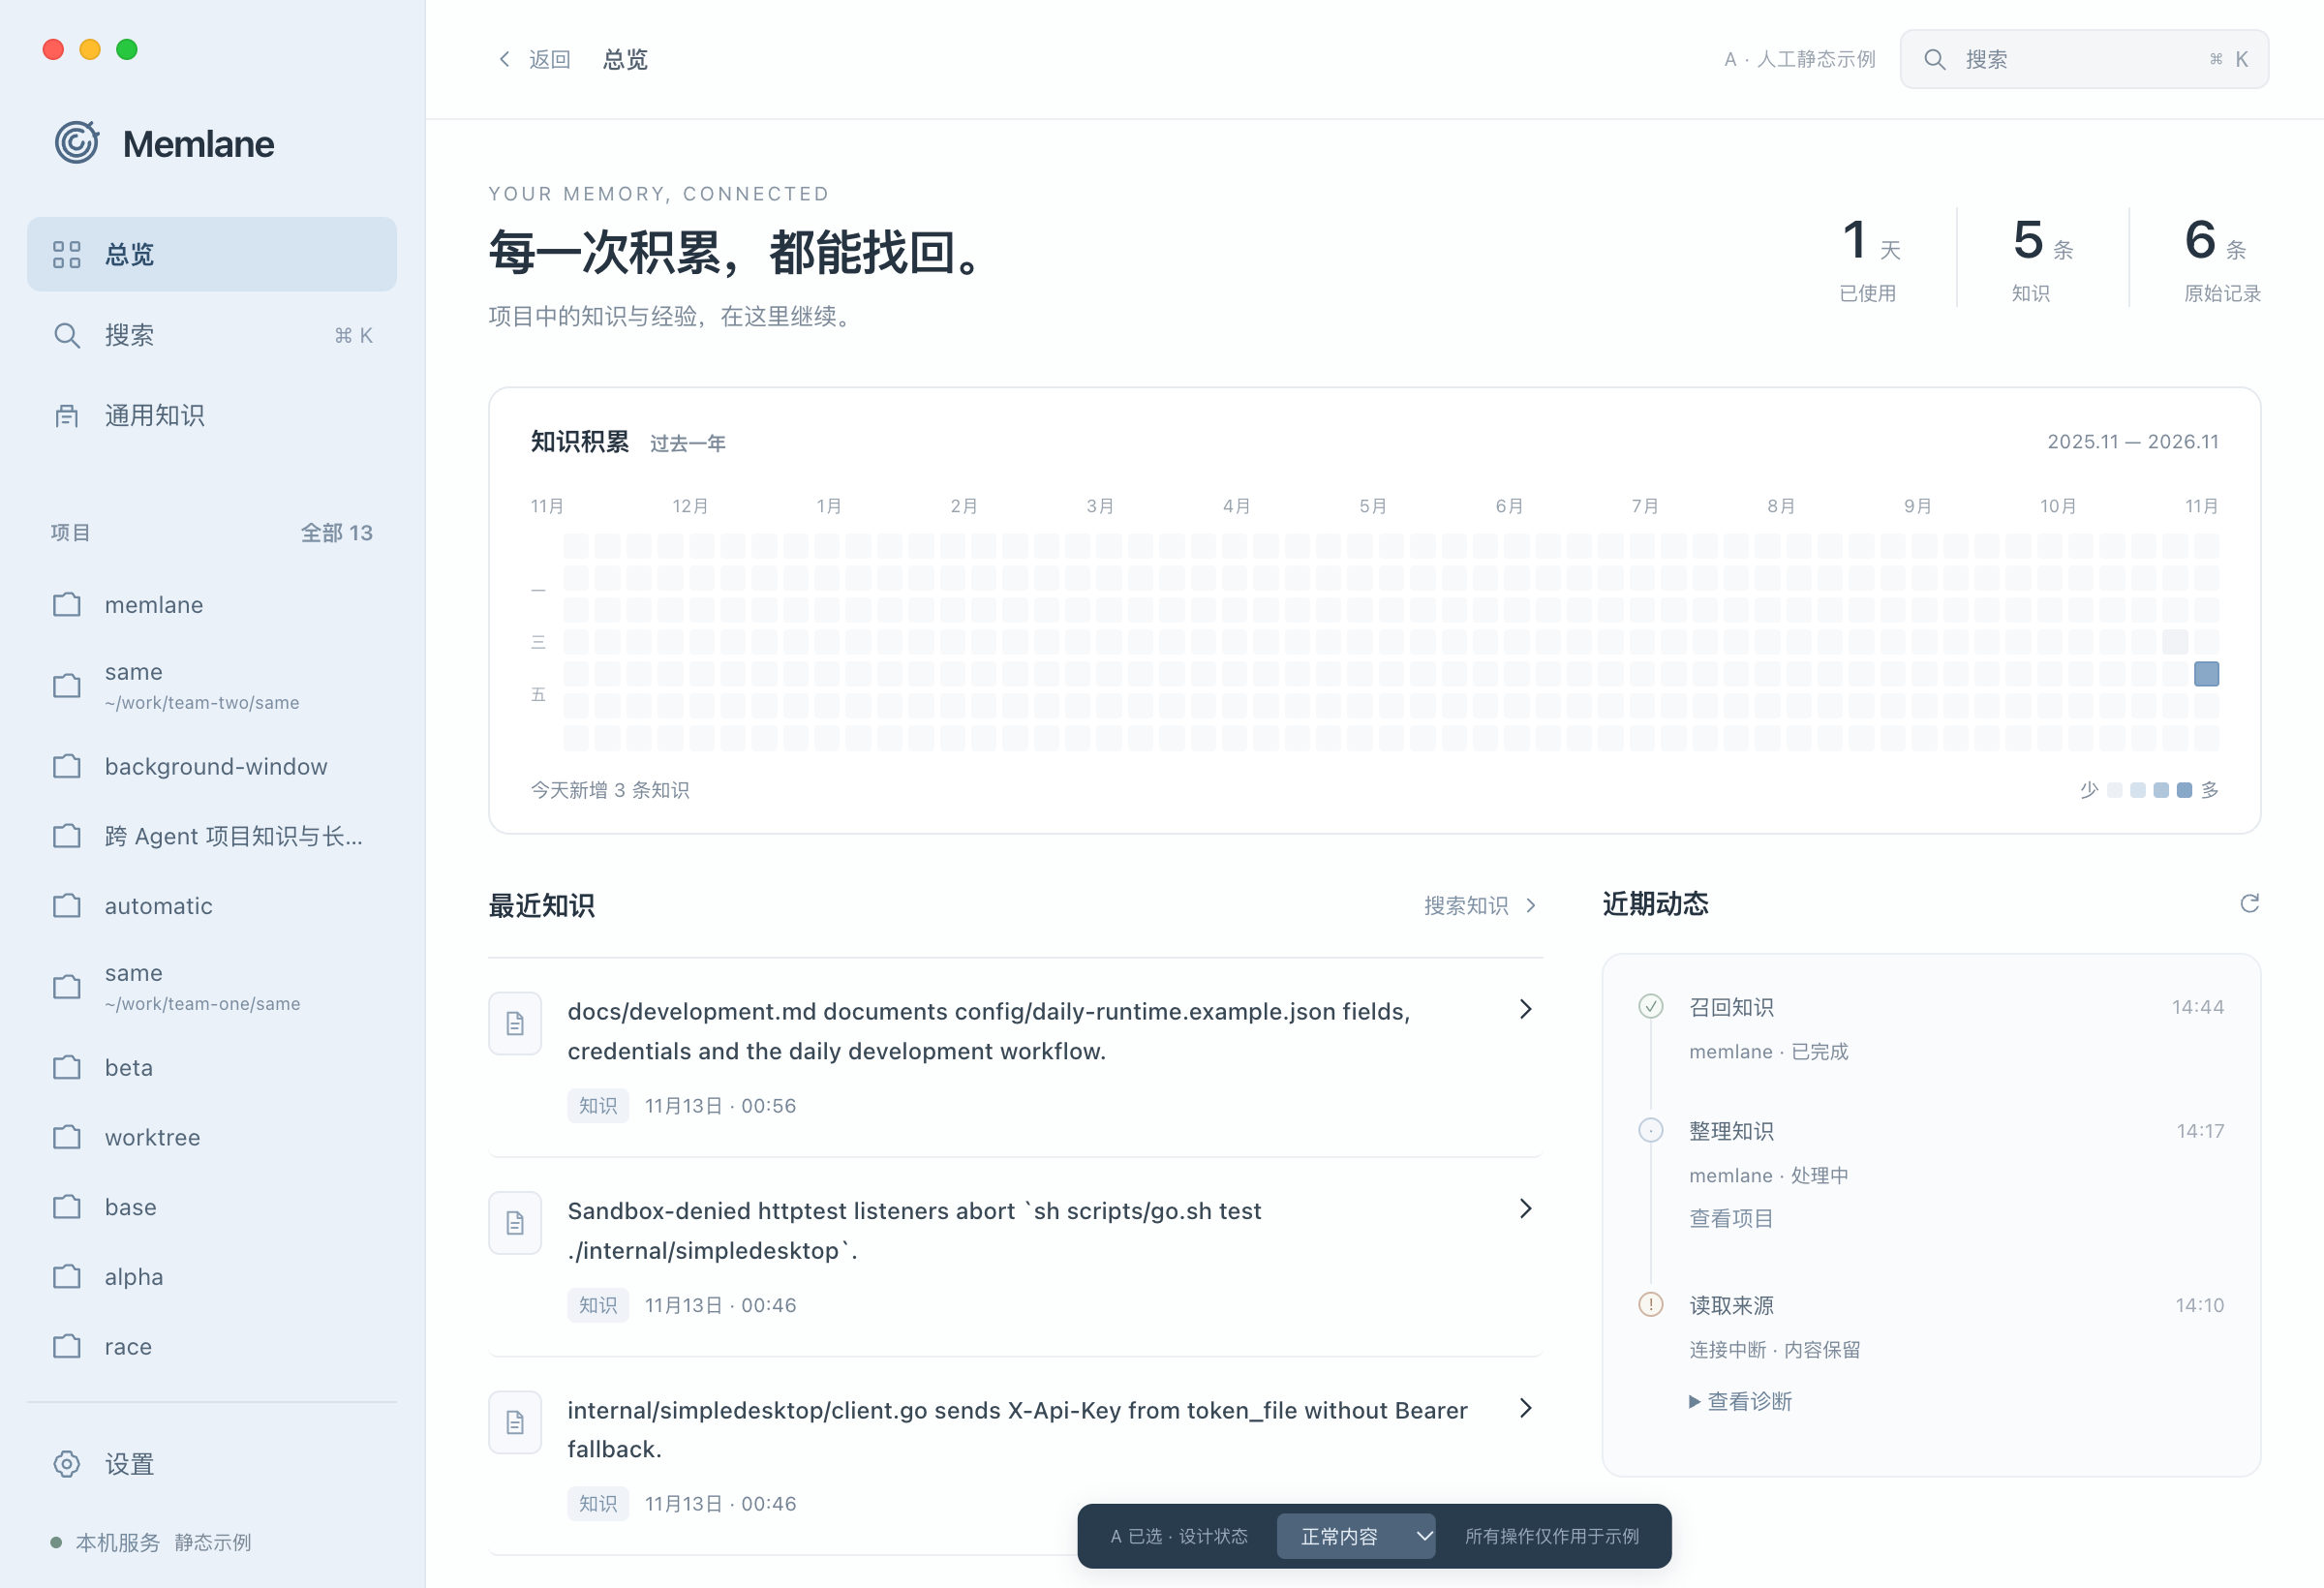 Memlane
总览
搜索 ⌘ K
通用知识
项目 全部 13
memlane
same
~/work/team-two/same
background-window
跨 Agent 项目知识与长...
automatic
same
~/work/team-one/same
beta
worktree
base
alpha
race
设置
本机服务 静态示例
返回 总览
A · 人工静态示例
搜索 ⌘ K
YOUR MEMORY, CONNECTED
每一次积累，都能找回。
项目中的知识与经验，在这里继续。
1 天
已使用
5 条
知识
6 条
原始记录
知识积累 过去一年
2025.11 — 2026.11
11月 12月 1月 2月 3月 4月 5月 6月 7月 8月 9月 10月 11月
一
三
五
今天新增 3 条知识
少 多
最近知识
搜索知识
docs/development.md documents config/daily-runtime.example.json fields,
credentials and the daily development workflow.
知识 11月13日 · 00:56
Sandbox-denied httptest listeners abort `sh scripts/go.sh test
./internal/simpledesktop`.
知识 11月13日 · 00:46
internal/simpledesktop/client.go sends X-Api-Key from token_file without Bearer
fallback.
知识 11月13日 · 00:46
近期动态
召回知识 14:44
memlane · 已完成
整理知识 14:17
memlane · 处理中
查看项目
读取来源 14:10
连接中断 · 内容保留
▶ 查看诊断
A 已选 · 设计状态 正常内容 所有操作仅作用于示例